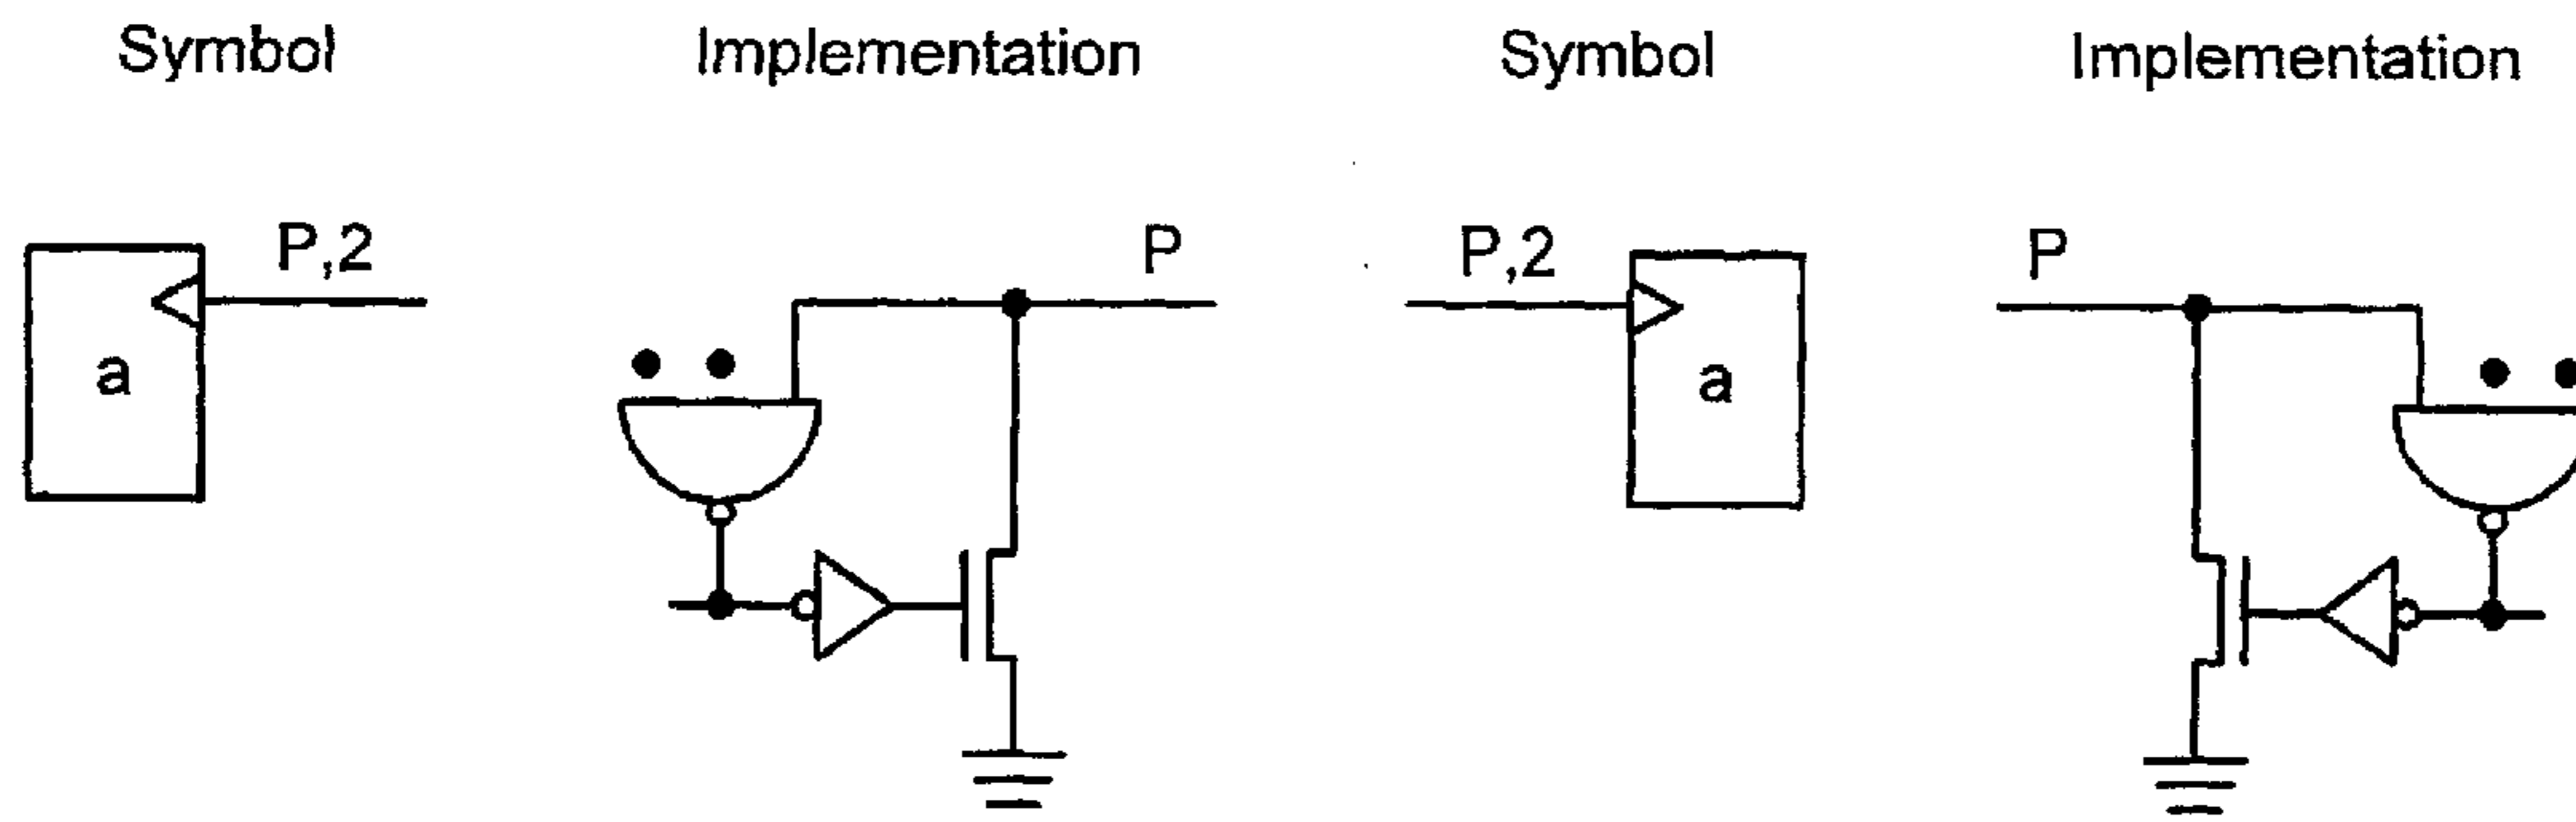 Symbol Implementation Symbol Implementation
P,2 P P,2 P
a a